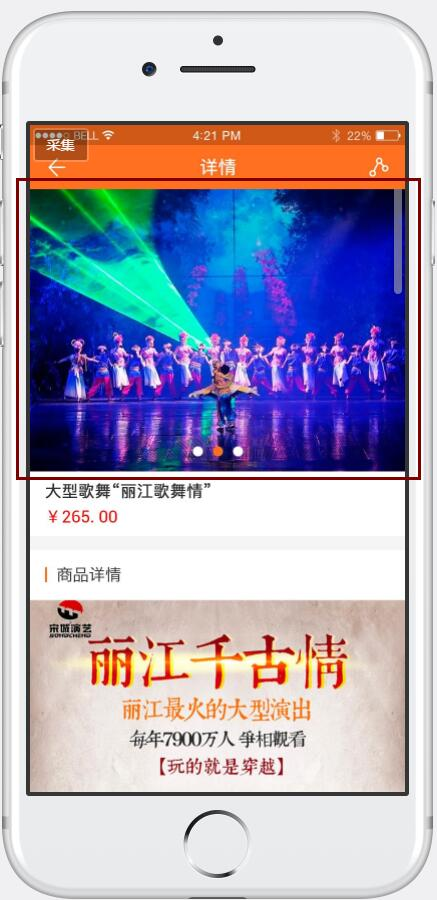 BELL 4:21 PM 22%
采集
详情
大型歌舞“丽江歌舞情”
￥265.00
商品详情
宋城演艺
SONGCHENG
丽江千古情
丽江最火的大型演出
每年7900万人 争相觀看
【玩的就是穿越】